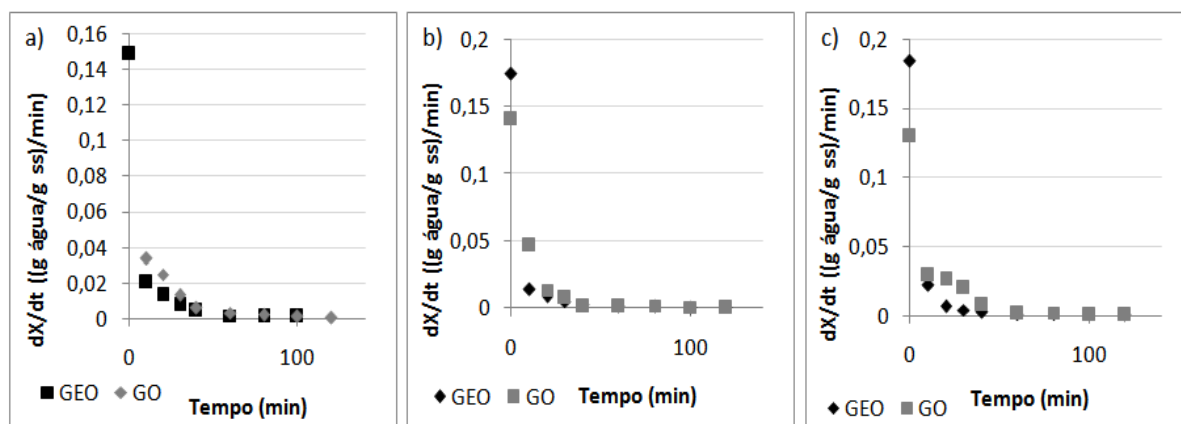 a)
dX/dt ((g água/g ss)/min)
0,16
0,14
0,12
0,1
0,08
0,06
0,04
0,02
0
0 100
Tempo (min)
GEO GO
b)
dX/dt ((g água/g ss)/min)
0,2
0,15
0,1
0,05
0
0 100
Tempo (min)
GEO GO
c)
dX/dt ((g água/g ss)/min)
0,2
0,15
0,1
0,05
0
0 100
Tempo (min)
GEO GO